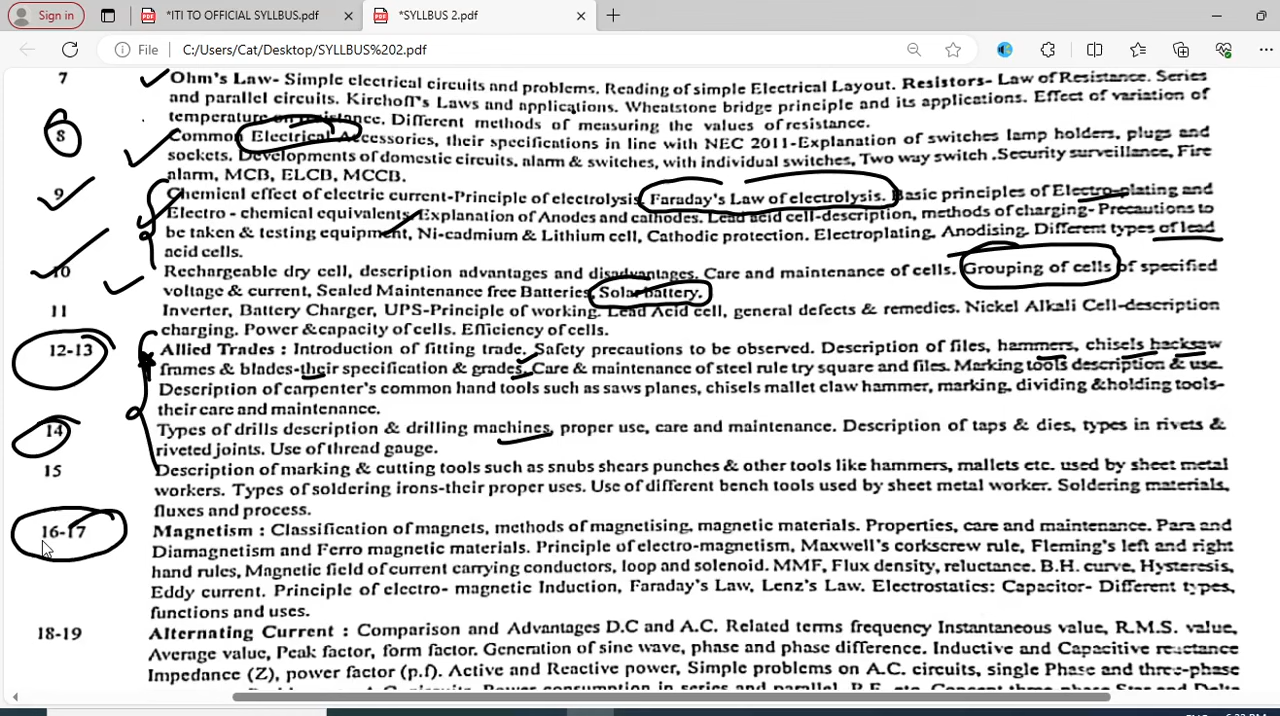 Sign in
*ITI TO OFFICIAL SYLLBUS.pdf
*SYLLBUS 2.pdf
File C:/Users/Cat/Desktop/SYLLBUS%202.pdf
7 Ohm's Law- Simple electrical circuits and problems. Reading of simple Electrical Layout. Resistors- Law of Resistance. Series
and parallel circuits. Kirchoff's Laws and applications. Wheatstone bridge principle and its applications. Effect of variation of
temperature on resistance. Different methods of measuring the values of resistance.
8 Common Electrical Accessories, their specifications in line with NEC 2011-Explanation of switches lamp holders, plugs and
sockets. Developments of domestic circuits, alarm & switches, with individual switches, Two way switch .Security surveillance, Fire
alarm, MCB, ELCB, MCCB.
9 Chemical effect of electric current-Principle of electrolysis. Faraday's Law of electrolysis. Basic principles of Electro-plating and
Electro - chemical equivalents. Explanation of Anodes and cathodes. Lead acid cell-description, methods of charging- Precautions to
be taken & testing equipment, Ni-cadmium & Lithium cell, Cathodic protection. Electroplating, Anodising. Different types of lead
acid cells.
10 Rechargeable dry cell, description advantages and disadvantages. Care and maintenance of cells. Grouping of cells of specified
voltage & current, Sealed Maintenance free Batteries, Solar battery.
11 Inverter, Battery Charger, UPS-Principle of working. Lead Acid cell, general defects & remedies. Nickel Alkali Cell-description
charging. Power &capacity of cells. Efficiency of cells.
12-13 Allied Trades : Introduction of fitting trade. Safety precautions to be observed. Description of files, hammers, chisels hacksaw
frames & blades-their specification & grades. Care & maintenance of steel rule try square and files. Marking tools description & use.
Description of carpenter's common hand tools such as saws planes, chisels mallet claw hammer, marking, dividing &holding tools-
their care and maintenance.
14 Types of drills description & drilling machines, proper use, care and maintenance. Description of taps & dies, types in rivets &
riveted joints. Use of thread gauge.
15 Description of marking & cutting tools such as snubs shears punches & other tools like hammers, mallets etc. used by sheet metal
workers. Types of soldering irons-their proper uses. Use of different bench tools used by sheet metal worker. Soldering materials,
fluxes and process.
16-17 Magnetism : Classification of magnets, methods of magnetising, magnetic materials. Properties, care and maintenance. Para and
Diamagnetism and Ferro magnetic materials. Principle of electro-magnetism, Maxwell's corkscrew rule, Fleming's left and right
hand rules, Magnetic field of current carrying conductors, loop and solenoid. MMF, Flux density, reluctance. B.H. curve, Hysteresis,
Eddy current. Principle of electro- magnetic Induction, Faraday's Law, Lenz's Law. Electrostatics: Capacitor- Different types,
functions and uses.
18-19 Alternating Current : Comparison and Advantages D.C and A.C. Related terms frequency Instantaneous value, R.M.S. value,
Average value, Peak factor, form factor. Generation of sine wave, phase and phase difference. Inductive and Capacitive reactance
Impedance (Z), power factor (p.f). Active and Reactive power, Simple problems on A.C. circuits, single Phase and three-phase